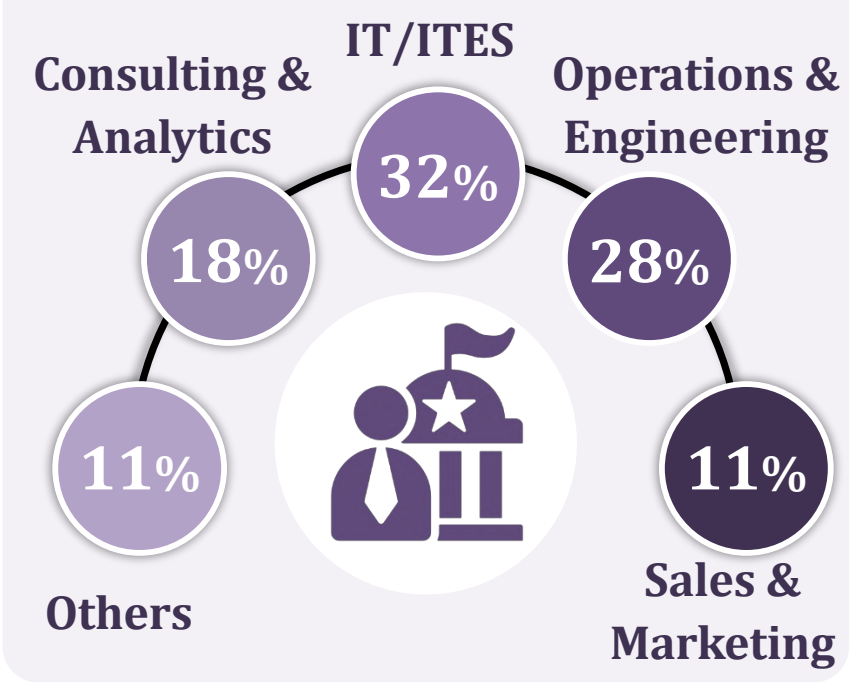 IT/ITES
32%
Consulting &
Analytics
18%
Operations &
Engineering
28%
11%
Others
11%
Sales &
Marketing